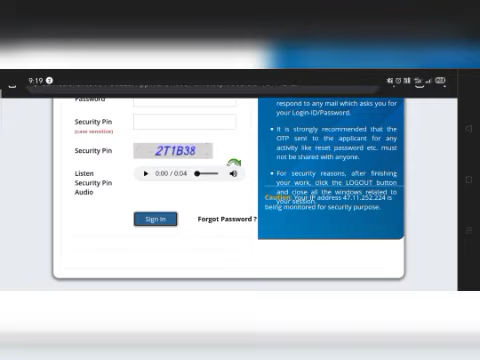 9:19
Password
Security Pin
(case sensitive)
Security Pin
2T1B38
Listen
Security Pin
Audio
0:00 / 0:04
Sign In
Forgot Password ?
respond to any mail which asks you for
your Login-ID/Password.
• It is strongly recommended that the
OTP sent to the applicant for any
activity like reset password etc. must
not be shared with anyone.
• For security reasons, after finishing
your work, click the LOGOUT button
and close all the windows related to
your session.
Caution: Your IP address 47.11.252.224 is
being monitored for security purpose.